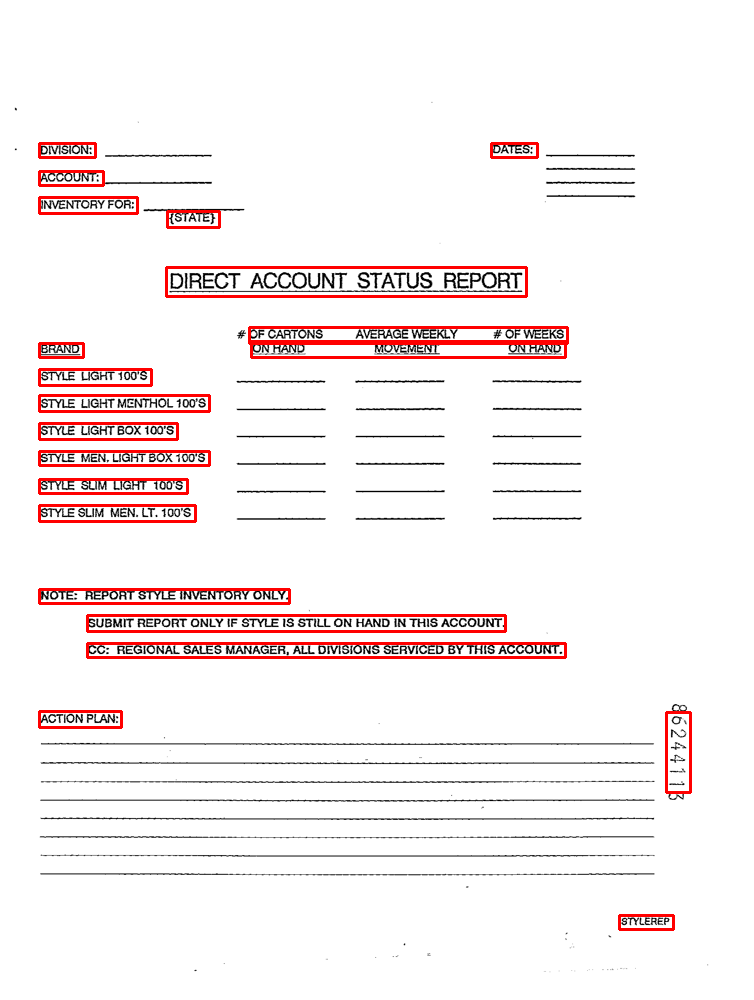 DIVISION:
DATES:
ACCOUNT:
INVENTORY FOR:
{STATE}
DIRECT ACCOUNT STATUS REPORT
# OF CARTONS AVERAGE WEEKLY # OF WEEKS
BRAND ON HAND MOVEMENT ON HAND
STYLE LIGHT 100'S
STYLE LIGHT MENTHOL 100'S
STYLE LIGHT BOX 100'S
STYLE MEN. LIGHT BOX 100'S
STYLE SLIM LIGHT 100'S
STYLE SLIM MEN. LT. 100'S
NOTE: REPORT STYLE INVENTORY ONLY.
SUBMIT REPORT ONLY IF STYLE IS STILL ON HAND IN THIS ACCOUNT.
CC: REGIONAL SALES MANAGER, ALL DIVISIONS SERVICED BY THIS ACCOUNT.
ACTION PLAN:
86244113
STYLEREP